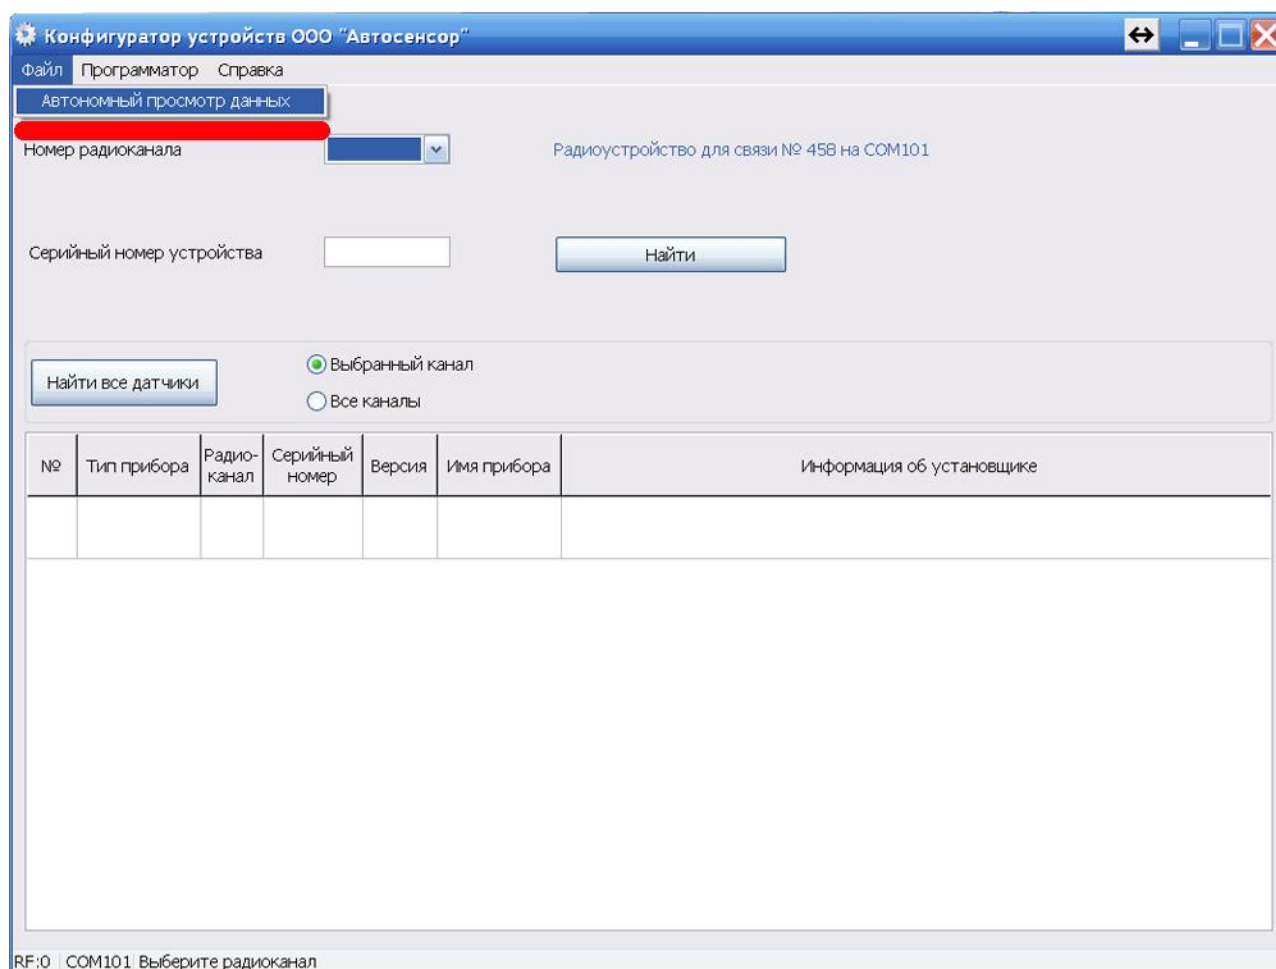 Конфигуратор устройств ООО "Автосенсор"
Файл Программатор Справка
Автономный просмотр данных
Номер радиоканала
Радиоустройство для связи № 458 на COM101
Серийный номер устройства
Найти
Найти все датчики
Выбранный канал
Все каналы
№ Тип прибора Радио-канал Серийный номер Версия Имя прибора Информация об установщике
RF:0 COM101 Выберите радиоканал